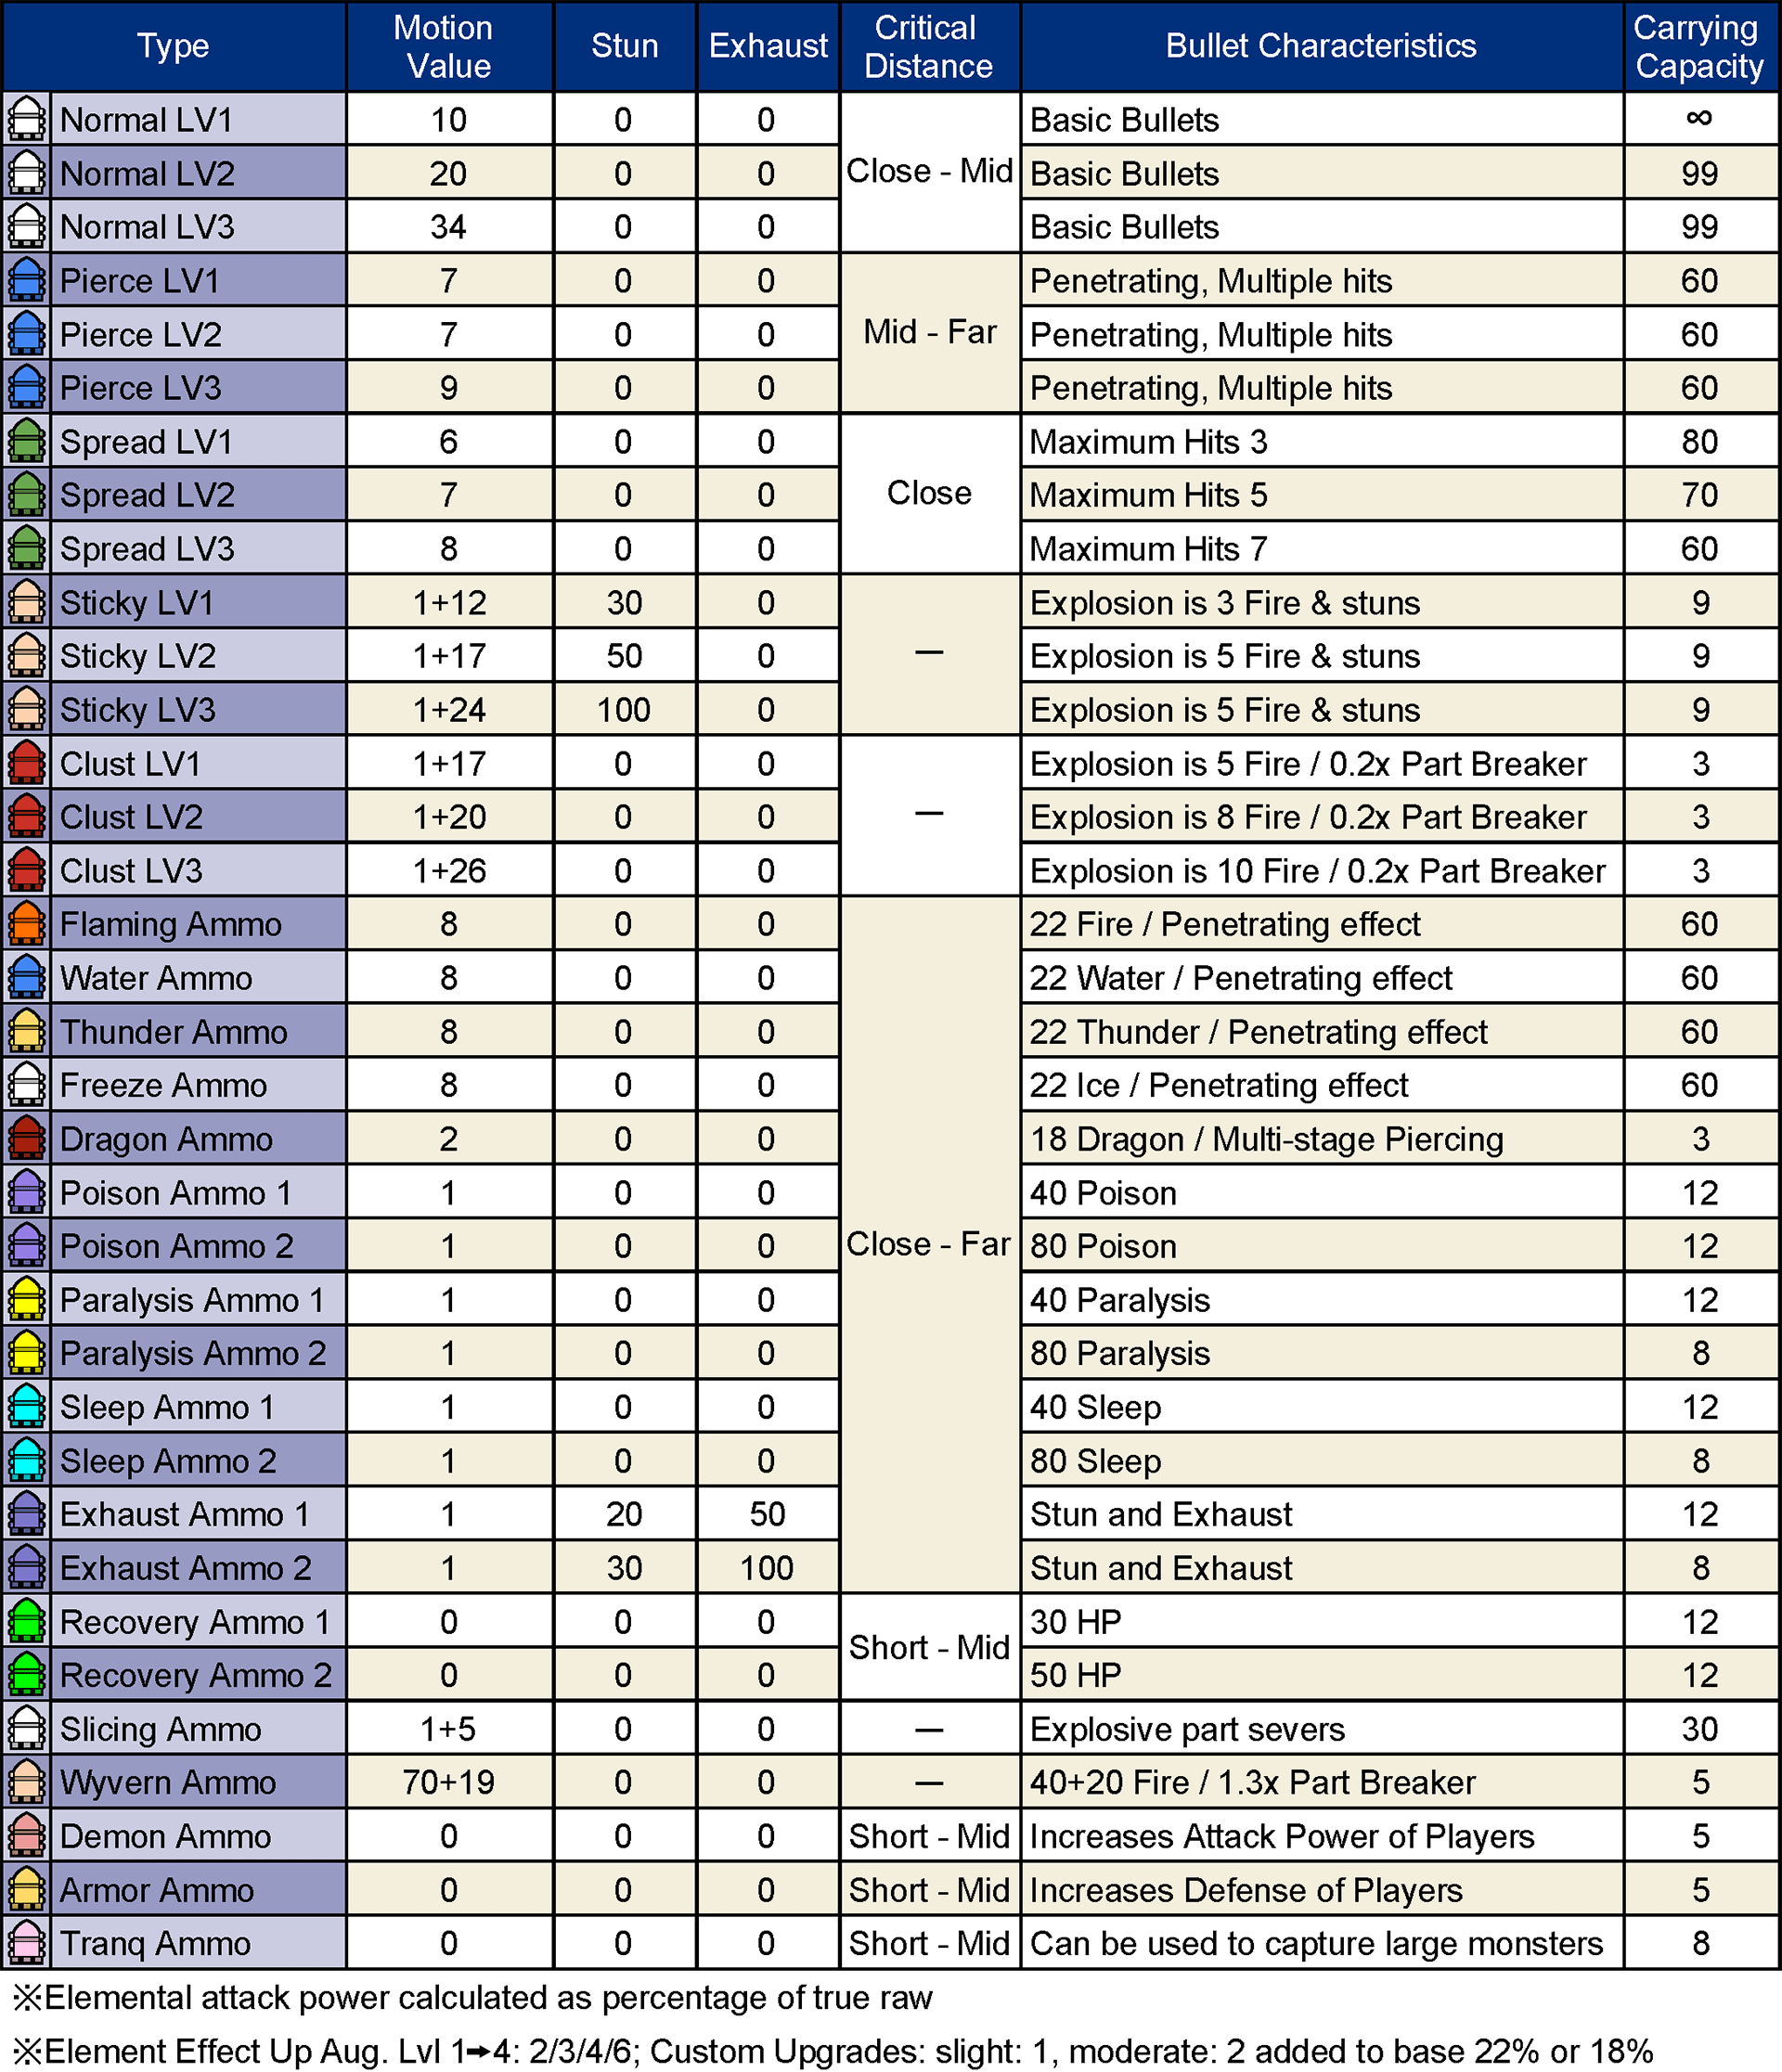 Type Motion Value Stun Exhaust Critical Distance Bullet Characteristics Carrying Capacity
Normal LV1 10 0 0 Close - Mid Basic Bullets ∞
Normal LV2 20 0 0 Basic Bullets 99
Normal LV3 34 0 0 Basic Bullets 99
Pierce LV1 7 0 0 Mid - Far Penetrating, Multiple hits 60
Pierce LV2 7 0 0 Penetrating, Multiple hits 60
Pierce LV3 9 0 0 Penetrating, Multiple hits 60
Spread LV1 6 0 0 Close Maximum Hits 3 80
Spread LV2 7 0 0 Maximum Hits 5 70
Spread LV3 8 0 0 Maximum Hits 7 60
Sticky LV1 1+12 30 0 — Explosion is 3 Fire & stuns 9
Sticky LV2 1+17 50 0 Explosion is 5 Fire & stuns 9
Sticky LV3 1+24 100 0 Explosion is 5 Fire & stuns 9
Clust LV1 1+17 0 0 — Explosion is 5 Fire / 0.2x Part Breaker 3
Clust LV2 1+20 0 0 Explosion is 8 Fire / 0.2x Part Breaker 3
Clust LV3 1+26 0 0 Explosion is 10 Fire / 0.2x Part Breaker 3
Flaming Ammo 8 0 0 Close - Far 22 Fire / Penetrating effect 60
Water Ammo 8 0 0 22 Water / Penetrating effect 60
Thunder Ammo 8 0 0 22 Thunder / Penetrating effect 60
Freeze Ammo 8 0 0 22 Ice / Penetrating effect 60
Dragon Ammo 2 0 0 18 Dragon / Multi-stage Piercing 3
Poison Ammo 1 1 0 0 40 Poison 12
Poison Ammo 2 1 0 0 80 Poison 12
Paralysis Ammo 1 1 0 0 40 Paralysis 12
Paralysis Ammo 2 1 0 0 80 Paralysis 8
Sleep Ammo 1 1 0 0 40 Sleep 12
Sleep Ammo 2 1 0 0 80 Sleep 8
Exhaust Ammo 1 1 20 50 Stun and Exhaust 12
Exhaust Ammo 2 1 30 100 Stun and Exhaust 8
Recovery Ammo 1 0 0 0 Short - Mid 30 HP 12
Recovery Ammo 2 0 0 0 50 HP 12
Slicing Ammo 1+5 0 0 — Explosive part severs 30
Wyvern Ammo 70+19 0 0 — 40+20 Fire / 1.3x Part Breaker 5
Demon Ammo 0 0 0 Short - Mid Increases Attack Power of Players 5
Armor Ammo 0 0 0 Short - Mid Increases Defense of Players 5
Tranq Ammo 0 0 0 Short - Mid Can be used to capture large monsters 8
※Elemental attack power calculated as percentage of true raw
※Element Effect Up Aug. Lvl 1➞4: 2/3/4/6; Custom Upgrades: slight: 1, moderate: 2 added to base 22% or 18%